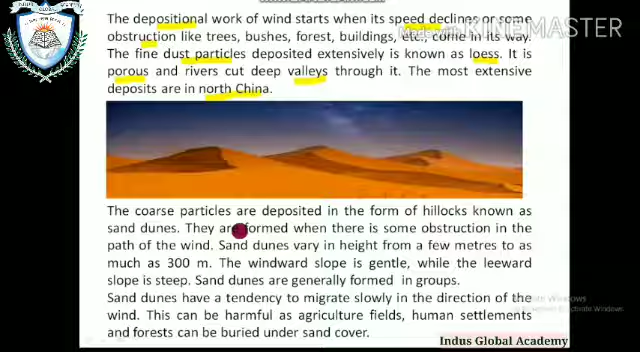 The depositional work of wind starts when its speed declines or some
obstruction like trees, bushes, forest, buildings, etc., come in its way.
Made with KINEMASTER
The fine dust particles deposited extensively is known as loess. It is
porous and rivers cut deep valleys through it. The most extensive
deposits are in north China.
The coarse particles are deposited in the form of hillocks known as
sand dunes. They are formed when there is some obstruction in the
path of the wind. Sand dunes vary in height from a few metres to as
much as 300 m. The windward slope is gentle, while the leeward
slope is steep. Sand dunes are generally formed in groups.
Sand dunes have a tendency to migrate slowly in the direction of the
wind. This can be harmful as agriculture fields, human settlements
and forests can be buried under sand cover.
Indus Global Academy